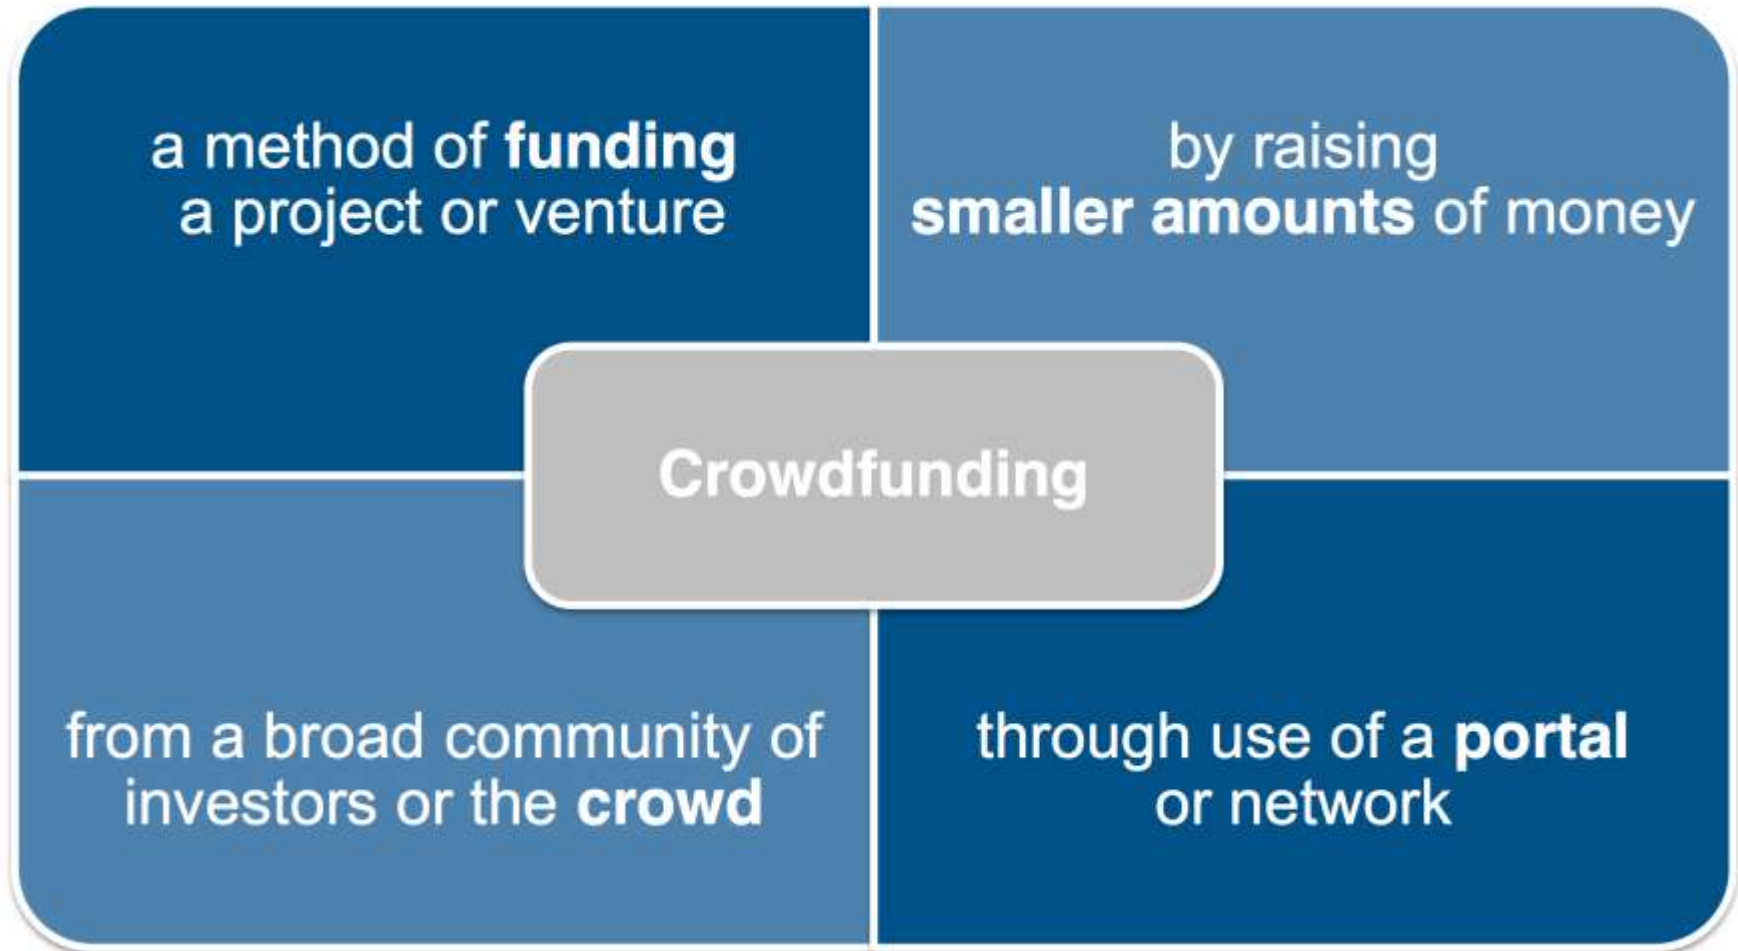 a method of funding
a project or venture
by raising
smaller amounts of money
Crowdfunding
from a broad community of
investors or the crowd
through use of a portal
or network